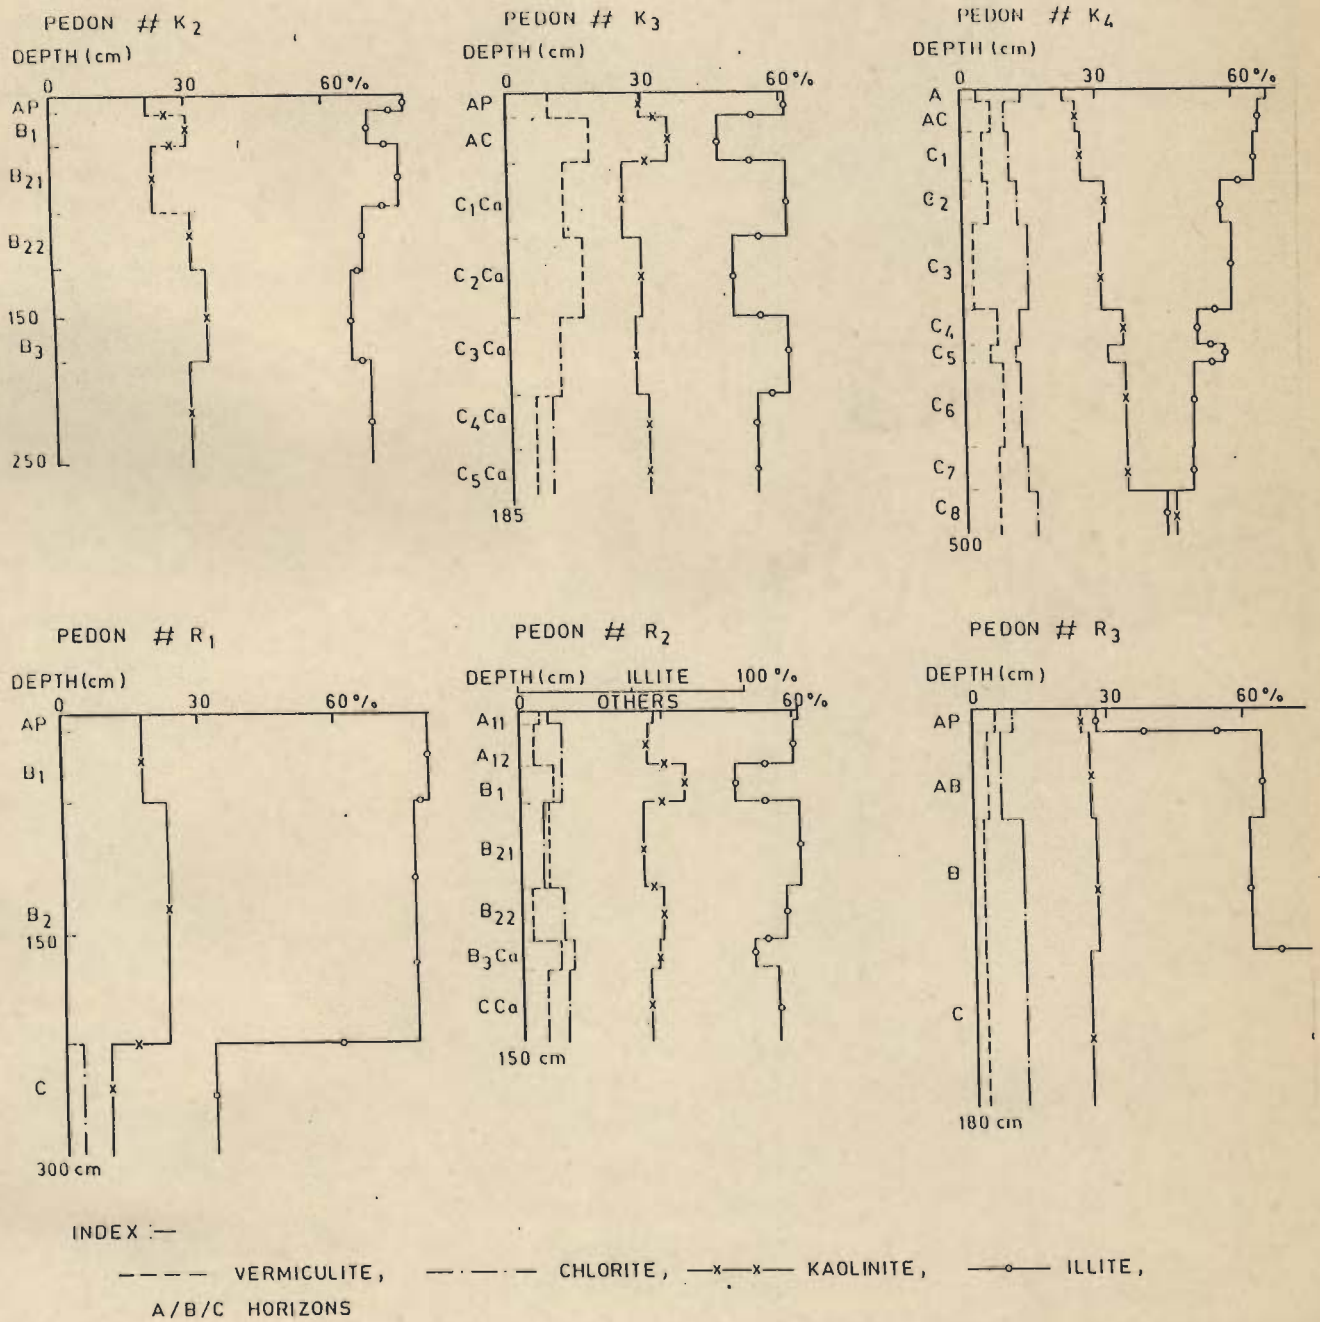 PEDON # K2
DEPTH (cm)
0 30 60%
AP
B1
B21
B22
150
B3
250
PEDON # K3
DEPTH (cm)
0 30 60%
AP
AC
C1Ca
C2Ca
C3Ca
C4Ca
C5Ca
185
PEDON # K4
DEPTH (cm)
0 30 60%
A
AC
C1
C2
C3
C4
C5
C6
C7
C8
500
PEDON # R1
DEPTH(cm)
0 30 60%
AP
B1
B2
150
C
300 cm
PEDON # R2
DEPTH(cm) ILLITE 100%
0 OTHERS 60%
A11
A12
B1
B21
B22
B3Ca
CCa
150 cm
PEDON # R3
DEPTH(cm)
0 30 60%
AP
AB
B
C
180 cm
INDEX :—
VERMICULITE, CHLORITE, KAOLINITE, ILLITE,
A/B/C HORIZONS